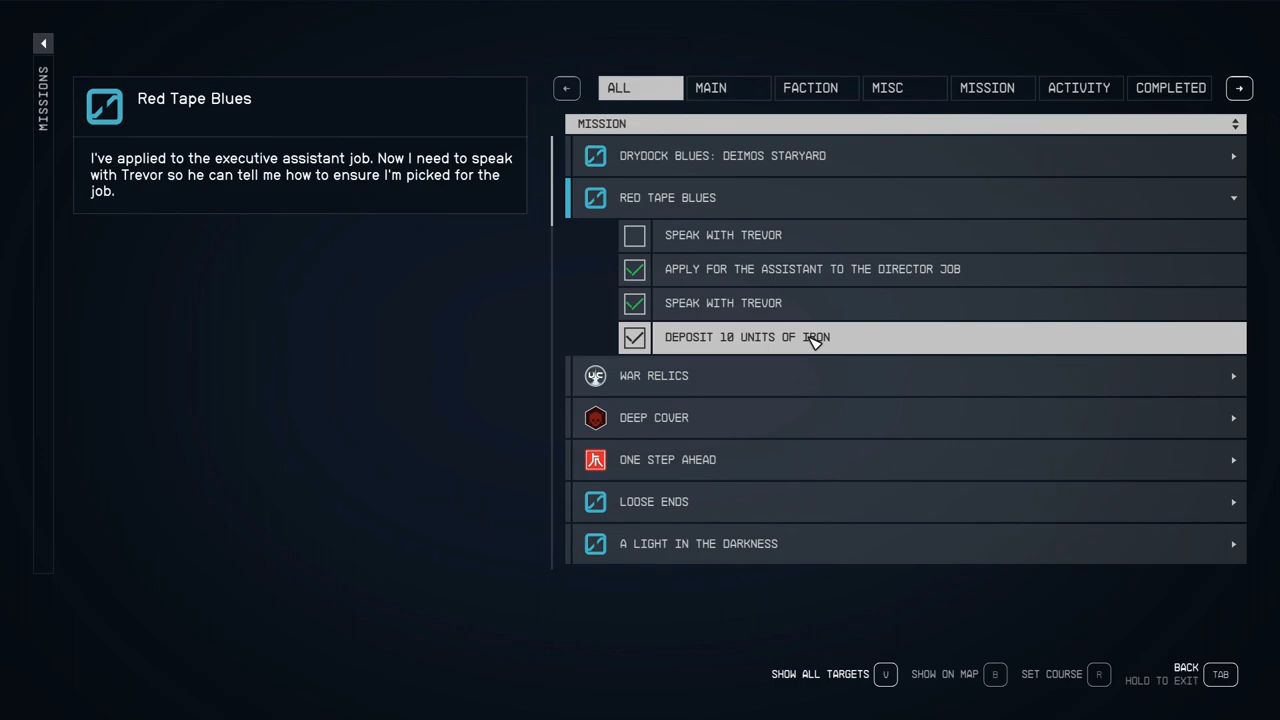 MISSIONS
Red Tape Blues
I've applied to the executive assistant job. Now I need to speak
with Trevor so he can tell me how to ensure I'm picked for the
job.
← ALL MAIN FACTION MISC MISSION ACTIVITY COMPLETED →
MISSION
DRYDOCK BLUES: DEIMOS STARYARD
RED TAPE BLUES
SPEAK WITH TREVOR
APPLY FOR THE ASSISTANT TO THE DIRECTOR JOB
SPEAK WITH TREVOR
DEPOSIT 10 UNITS OF IRON
UC WAR RELICS
DEEP COVER
ONE STEP AHEAD
LOOSE ENDS
A LIGHT IN THE DARKNESS
SHOW ALL TARGETS V SHOW ON MAP B SET COURSE R BACK TAB
HOLD TO EXIT